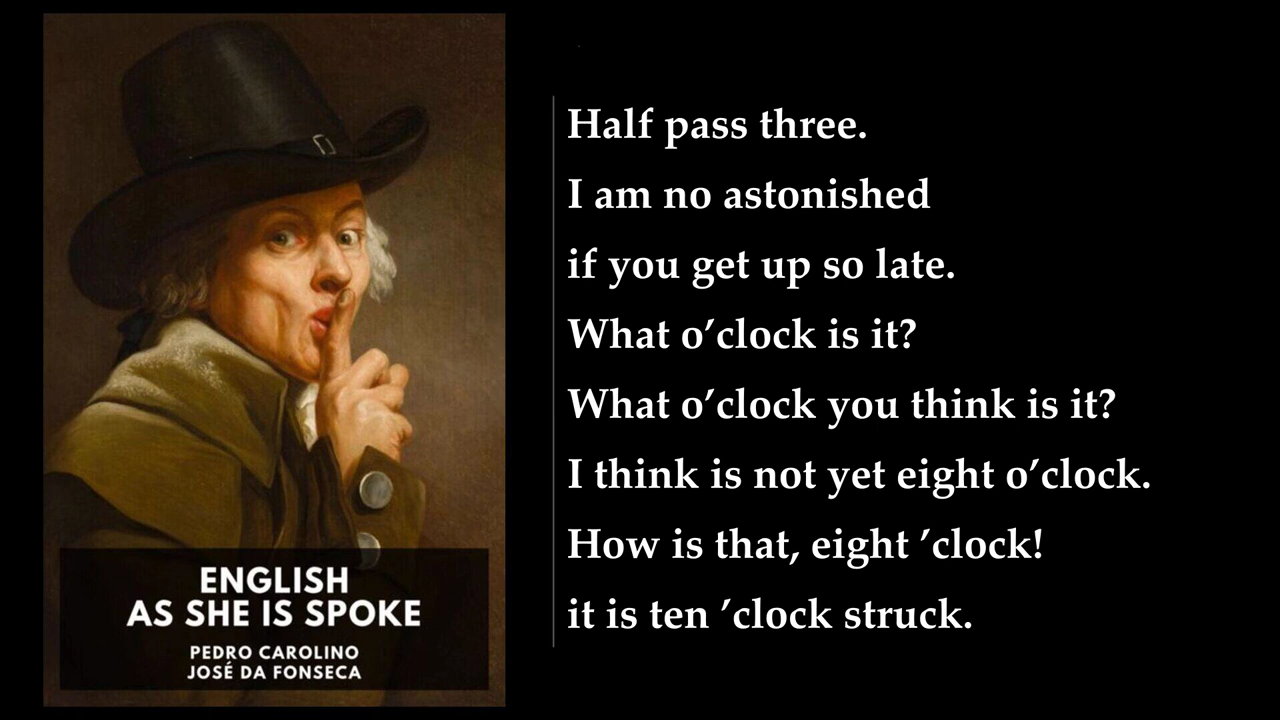 Half pass three.
I am no astonished
if you get up so late.
What o’clock is it?
What o’clock you think is it?
I think is not yet eight o’clock.
How is that, eight ’clock!
it is ten ’clock struck.
ENGLISH
AS SHE IS SPOKE
PEDRO CAROLINO
JOSÉ DA FONSECA